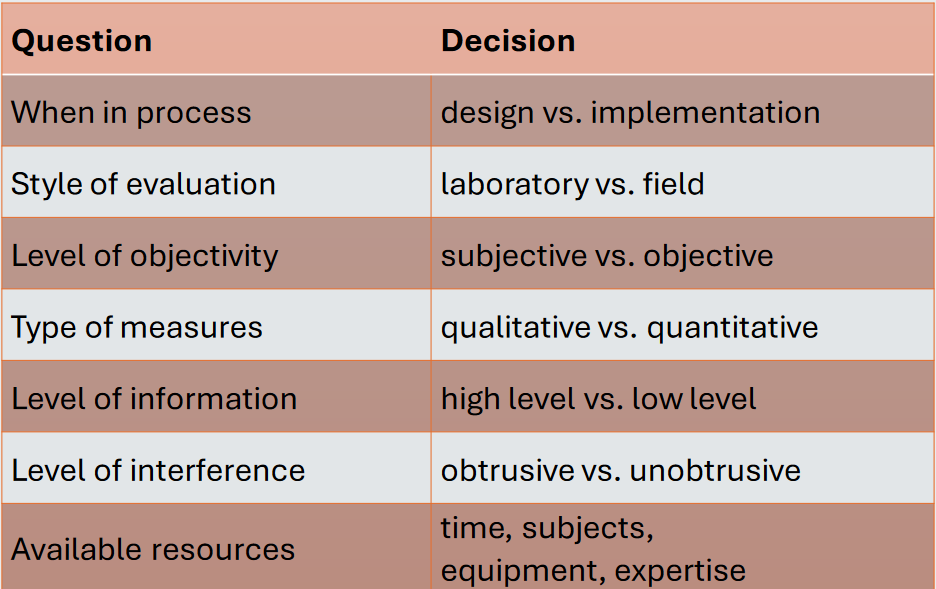 Question Decision
When in process design vs. implementation
Style of evaluation laboratory vs. field
Level of objectivity subjective vs. objective
Type of measures qualitative vs. quantitative
Level of information high level vs. low level
Level of interference obtrusive vs. unobtrusive
Available resources time, subjects,
equipment, expertise